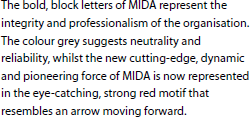 The bold, block letters of MIDA represent the
integrity and professionalism of the organisation.
The colour grey suggests neutrality and
reliability, whilst the new cutting-edge, dynamic
and pioneering force of MIDA is now represented
in the eye-catching, strong red motif that
resembles an arrow moving forward.